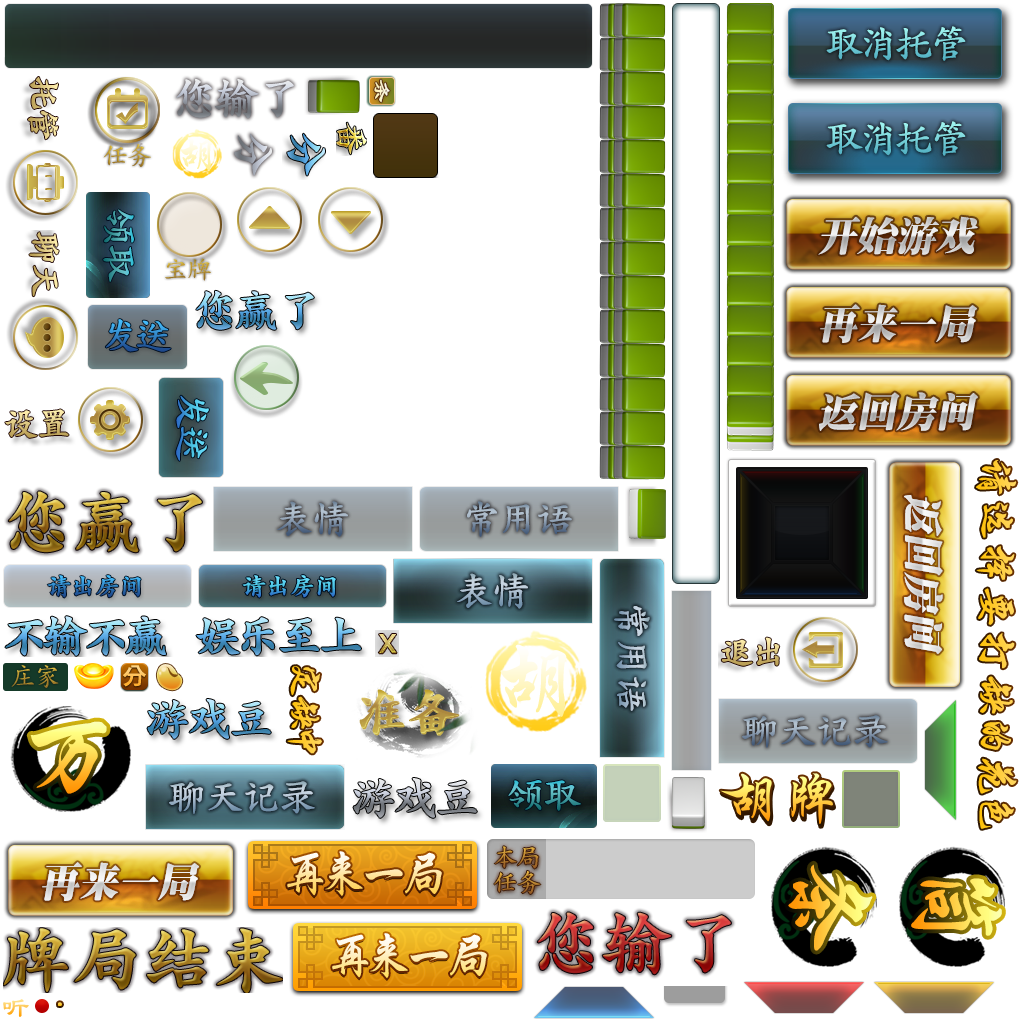 取消托管
托管
您输了
条
任务
胡
分
分
番
取消托管
领取
宝牌
开始游戏
聊天
您赢了
发送
再来一局
设置
发送
返回房间
您赢了
表情
常用语
返回房间
请选择要打缺的花色
请出房间
请出房间
表情
常用语
不输不赢
娱乐至上
X
退出
庄家
分
定缺中
胡
准备
万
游戏豆
聊天记录
聊天记录
游戏豆
领取
胡牌
再来一局
再来一局
本局
任务
条
筒
牌局结束
再来一局
您输了
听